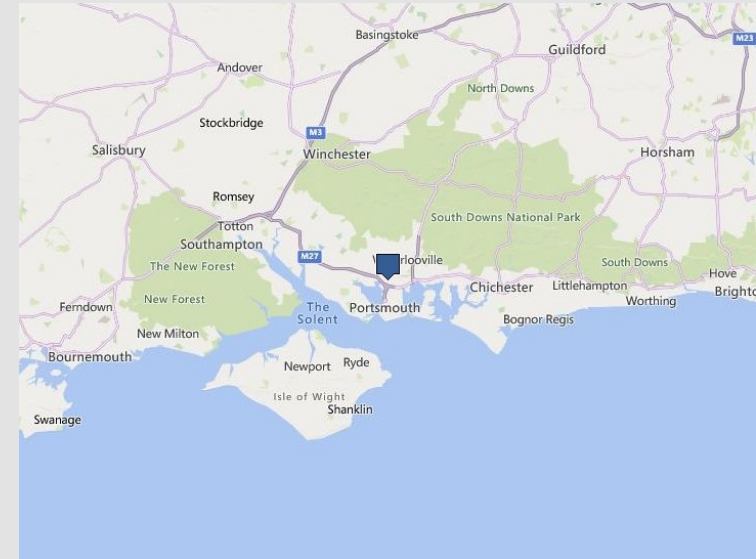 Basingstoke
M23
Guildford
Andover
North Downs
Stockbridge
M3
Salisbury
Winchester
Horsham
Romsey
South Downs National Park
Totton
Southampton
M27
The New Forest
South Downs
Hove
Chichester
Littlehampton
Brighto
New Forest
Worthing
Ferndown
The
Solent
Portsmouth
Bognor Regis
New Milton
Bournemouth
Newport
Ryde
Isle of Wight
Shanklin
Swanage